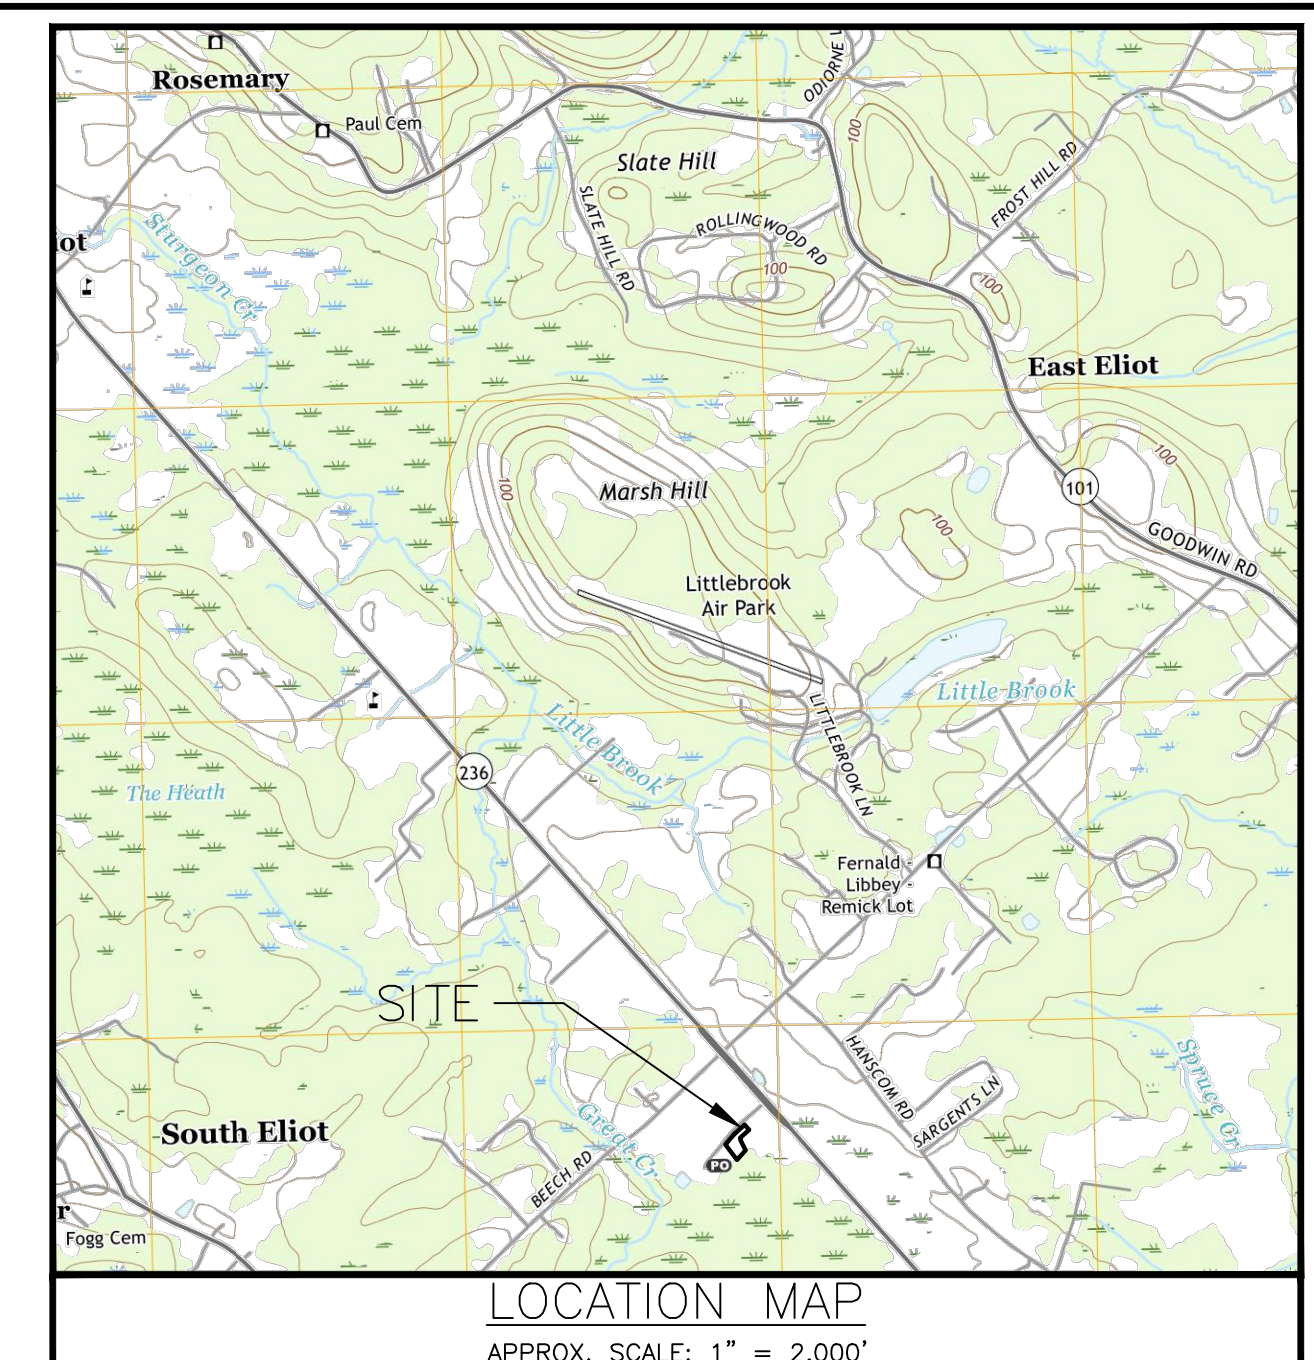 Rosemary
Paul Cem
ODIORNE
Slate Hill
100
FROST HILL RD
SLATE HILL RD
ROLLINGWOOD RD
Sturgeon Cr
100
100
East Eliot
100
Marsh Hill
100
101
100
GOODWIN RD
Littlebrook
Air Park
Little Brook
LITTLEBROOK LN
Little Brook
236
The Heath
Fernald -
Libbey -
Remick Lot
SITE
HANSCOM RD
SARGENTS LN
Spruce Cr
South Eliot
Great Cr
BEECH RD
PO
Fogg Cem
LOCATION MAP
APPROX. SCALE: 1" = 2,000'